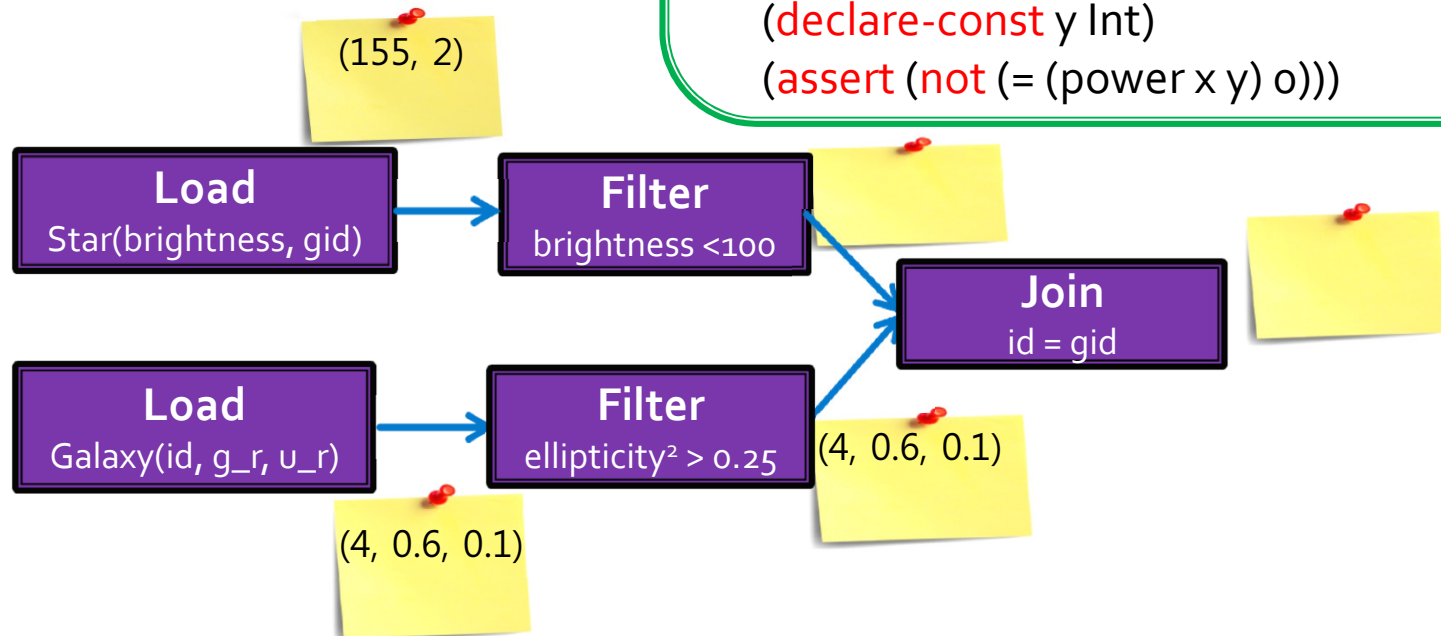 (declare-const y Int)
(assert (not (= (power x y) 0)))
(155, 2)
Load
Star(brightness, gid)
Filter
brightness <100
Join
id = gid
Load
Galaxy(id, g_r, u_r)
Filter
ellipticity² > 0.25
(4, 0.6, 0.1)
(4, 0.6, 0.1)